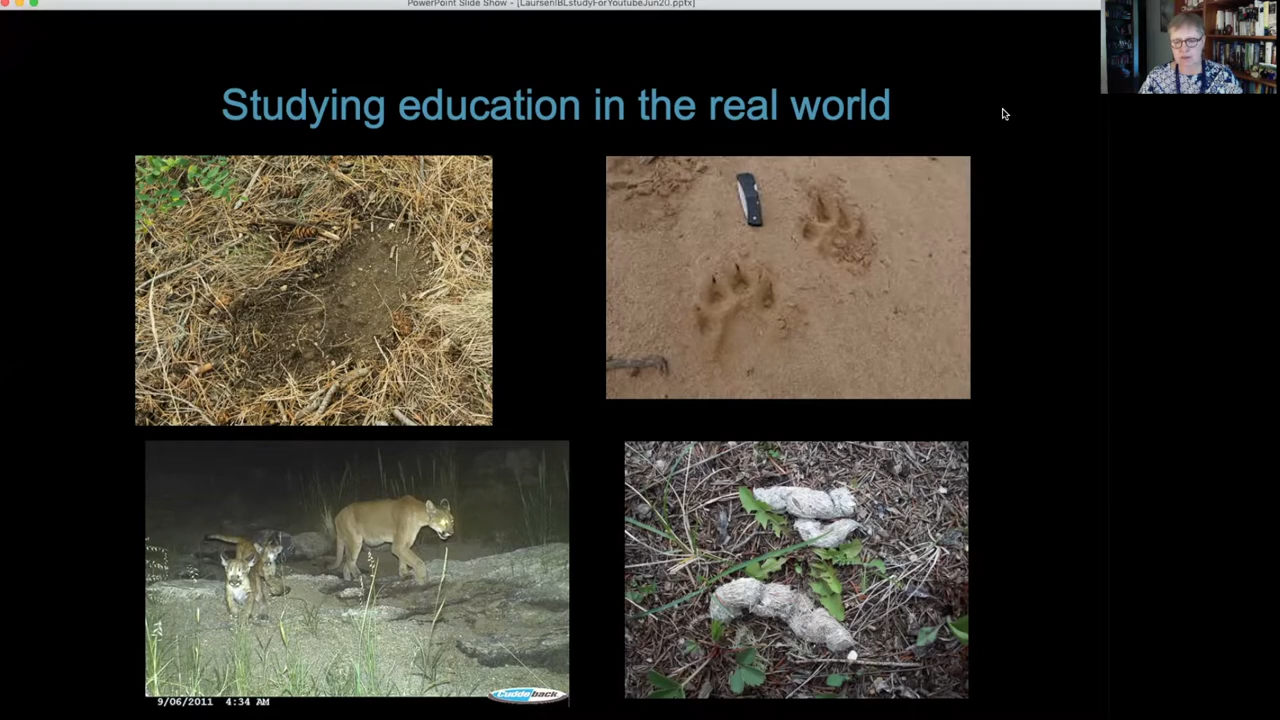 PowerPoint Slide Show - [LaursenIBLstudyForYoutubeJun20.pptx]
Studying education in the real world
Cuddeback
9/06/2011 4:34 AM